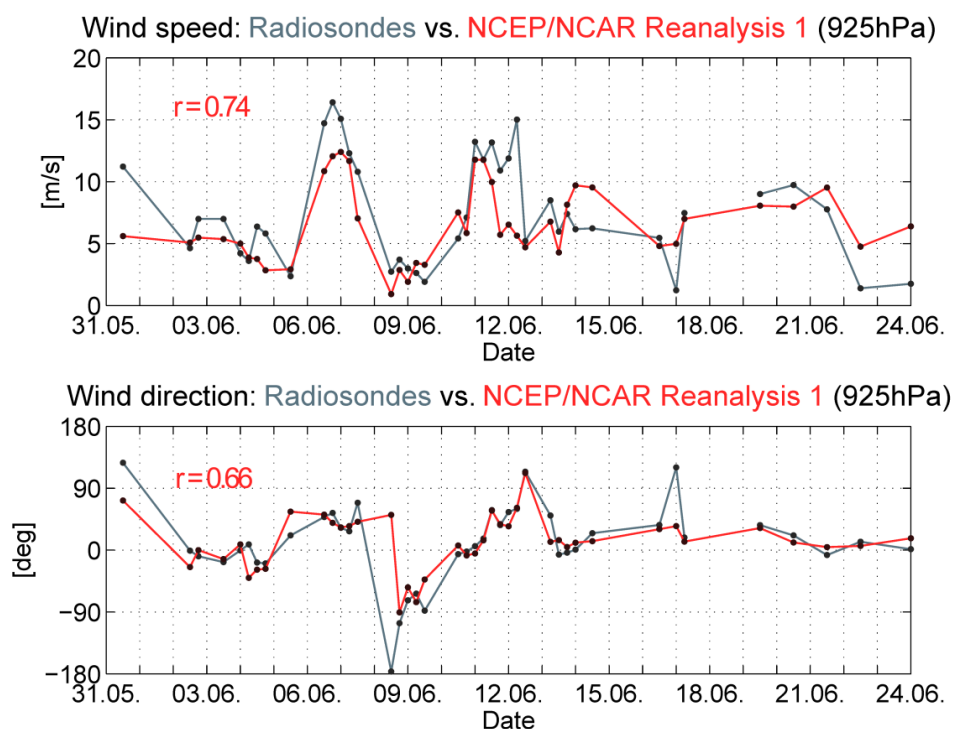 Wind speed: Radiosondes vs. NCEP/NCAR Reanalysis 1 (925hPa)
20
r=0.74
15
[m/s]
10
5
0
31.05. 03.06. 06.06. 09.06. 12.06. 15.06. 18.06. 21.06. 24.06.
Date
Wind direction: Radiosondes vs. NCEP/NCAR Reanalysis 1 (925hPa)
180
r=0.66
90
[deg]
0
−90
−180
31.05. 03.06. 06.06. 09.06. 12.06. 15.06. 18.06. 21.06. 24.06.
Date